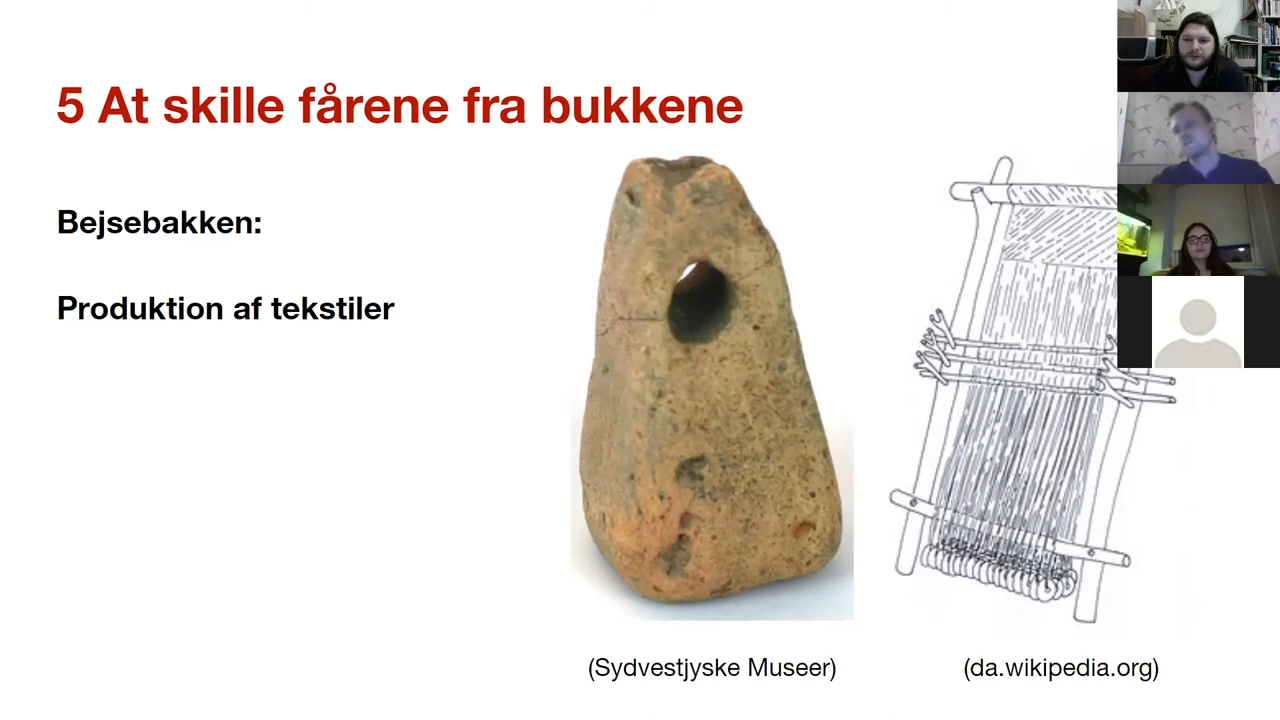 5 At skille fårene fra bukkene
Bejsebakken:
Produktion af tekstiler
(Sydvestjyske Museer)
(da.wikipedia.org)